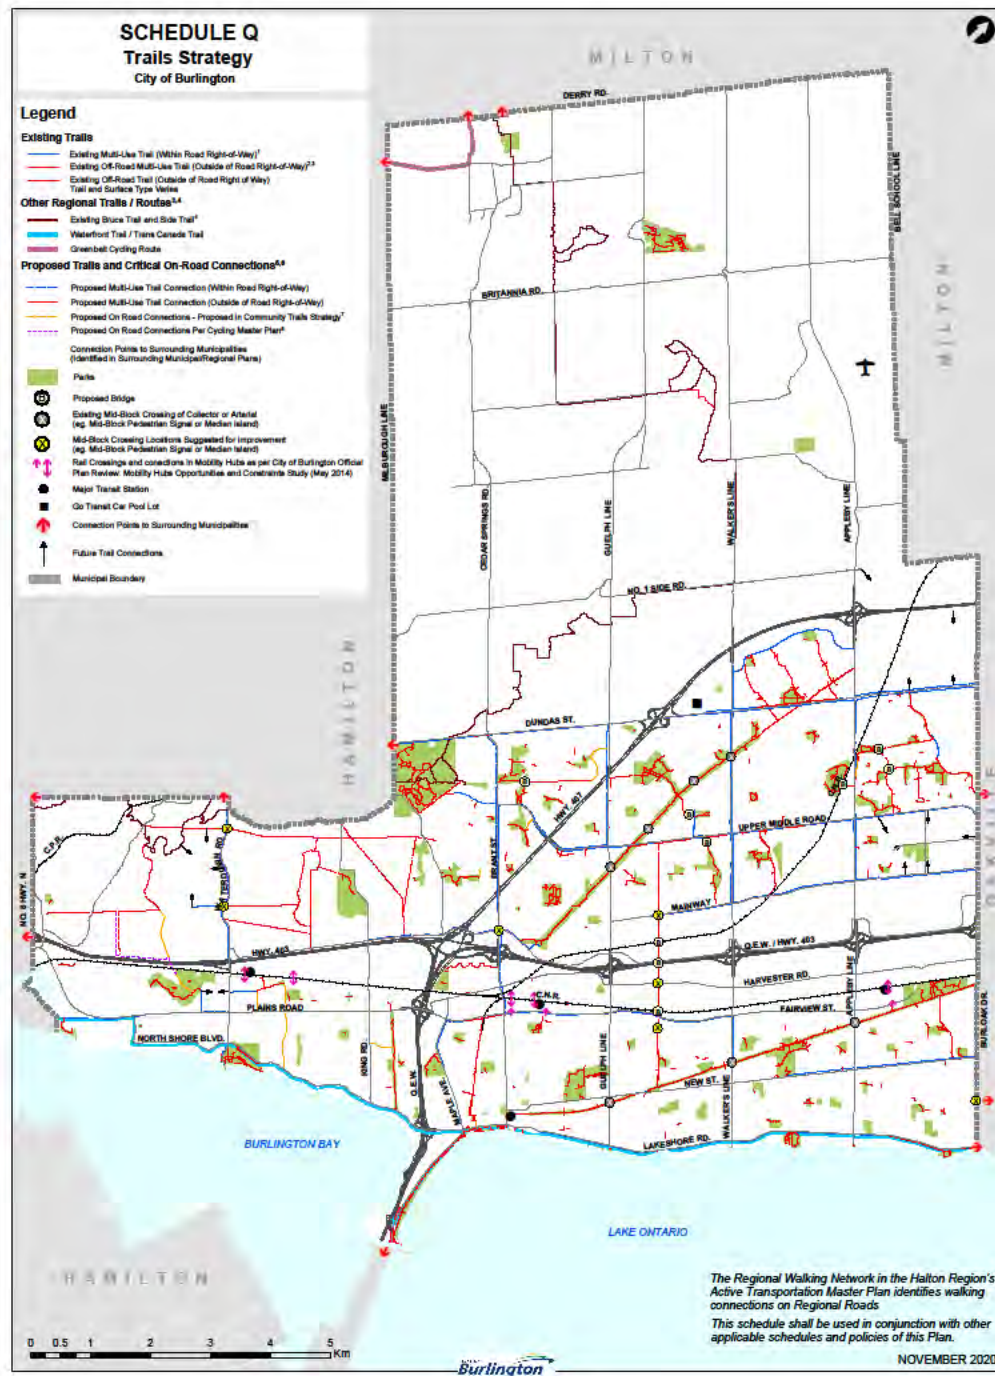 SCHEDULE Q
Trails Strategy
City of Burlington
Legend
Existing Trails
Existing Multi-Use Trail (Within Road Right-of-Way)¹
Existing Off-Road Multi-Use Trail (Outside of Road Right-of-Way)²,³
Existing Off-Road Trail (Outside of Road Right of Way)
Trail and Surface Type Varies
Other Regional Trails / Routes³,⁴
Existing Bruce Trail and Side Trail
Waterfront Trail / Trans Canada Trail
Greenbelt Cycling Route
Proposed Trails and Critical On-Road Connections⁵,⁶
Proposed Multi-Use Trail Connection (Within Road Right-of-Way)
Proposed Multi-Use Trail Connection (Outside of Road Right-of-Way)
Proposed On Road Connections - Proposed in Community Trails Strategy⁷
Proposed On Road Connections Per Cycling Master Plan
Connection Points to Surrounding Municipalities
(Identified in Surrounding Municipal/Regional Plans)
Parks
Proposed Bridge
Existing Mid-Block Crossing of Collector or Arterial
(eg. Mid-Block Pedestrian Signal or Median Island)
Mid-Block Crossing Locations Suggested for Improvement
(eg. Mid-Block Pedestrian Signal or Median Island)
Rail Crossings and conections in Mobility Hubs as per City of Burlington Official
Plan Review: Mobility Hubs Opportunities and Constraints Study (May 2014)
Major Transit Station
Go Transit Car Pool Lot
Connection Points to Surrounding Municipalities
Future Trail Connections
Municipal Boundary
MILTON
DERRY RD.
BELL SCHOOL LINE
MILTON
BRITANNIA RD.
MILBUROUGH LINE
CEDAR SPRINGS RD.
GUELPH LINE
WALKER'S LINE
APPLEBY LINE
NO. 1 SIDE RD.
HAMILTON
DUNDAS ST.
HWY. 407
OAKVILLE
UPPER MIDDLE ROAD
C.P.R.
WATERDOWN RD.
BRANT ST.
NO. 6 HWY. N
MAINWAY
HWY. 403
Q.E.W. / HWY. 403
HARVESTER RD.
C.N.R.
FAIRVIEW ST.
APPLEBY LINE
PLAINS ROAD
BURLOAK DR.
NORTH SHORE BLVD.
KING RD.
Q.E.W.
MAPLE AVE.
GUELPH LINE
NEW ST.
WALKER'S LINE
LAKESHORE RD.
BURLINGTON BAY
LAKE ONTARIO
HAMILTON
The Regional Walking Network in the Halton Region's
Active Transportation Master Plan identifies walking
connections on Regional Roads
This schedule shall be used in conjunction with other
applicable schedules and policies of this Plan.
NOVEMBER 2020
0 0.5 1 2 3 4 5
Km
Burlington